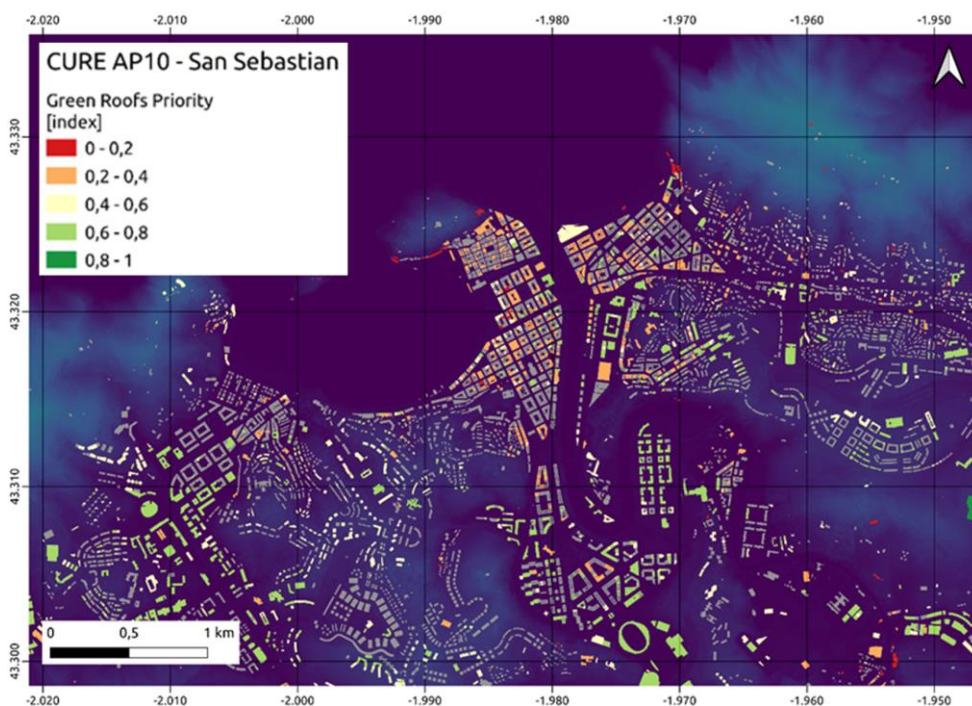 -2.020 -2.010 -2.000 -1.990 -1.980 -1.970 -1.960 -1.950
CURE AP10 - San Sebastian
Green Roofs Priority
[index]
0 - 0,2
0,2 - 0,4
0,4 - 0,6
0,6 - 0,8
0,8 - 1
43.330
43.320
43.310
43.300
0 0,5 1 km
-2.020 -2.010 -2.000 -1.990 -1.980 -1.970 -1.960 -1.950